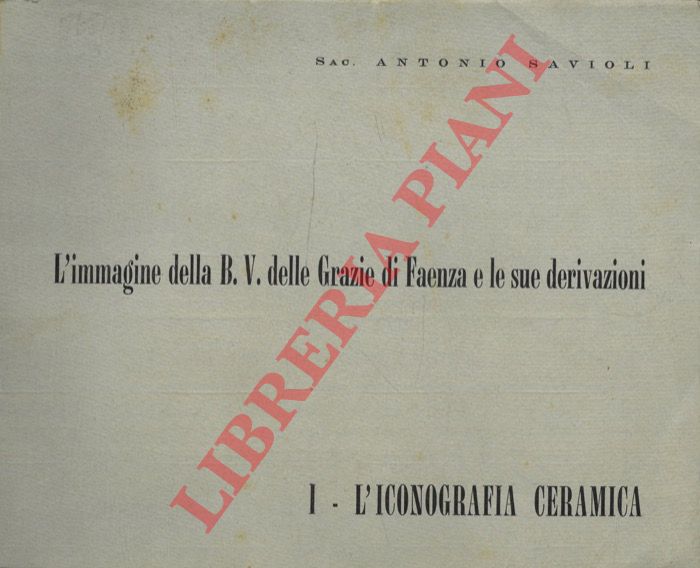 SAC. ANTONIO SAVIOLI
L'immagine della B. V. delle Grazie di Faenza e le sue derivazioni
I - L'ICONOGRAFIA CERAMICA
LIBRERIA PIANI